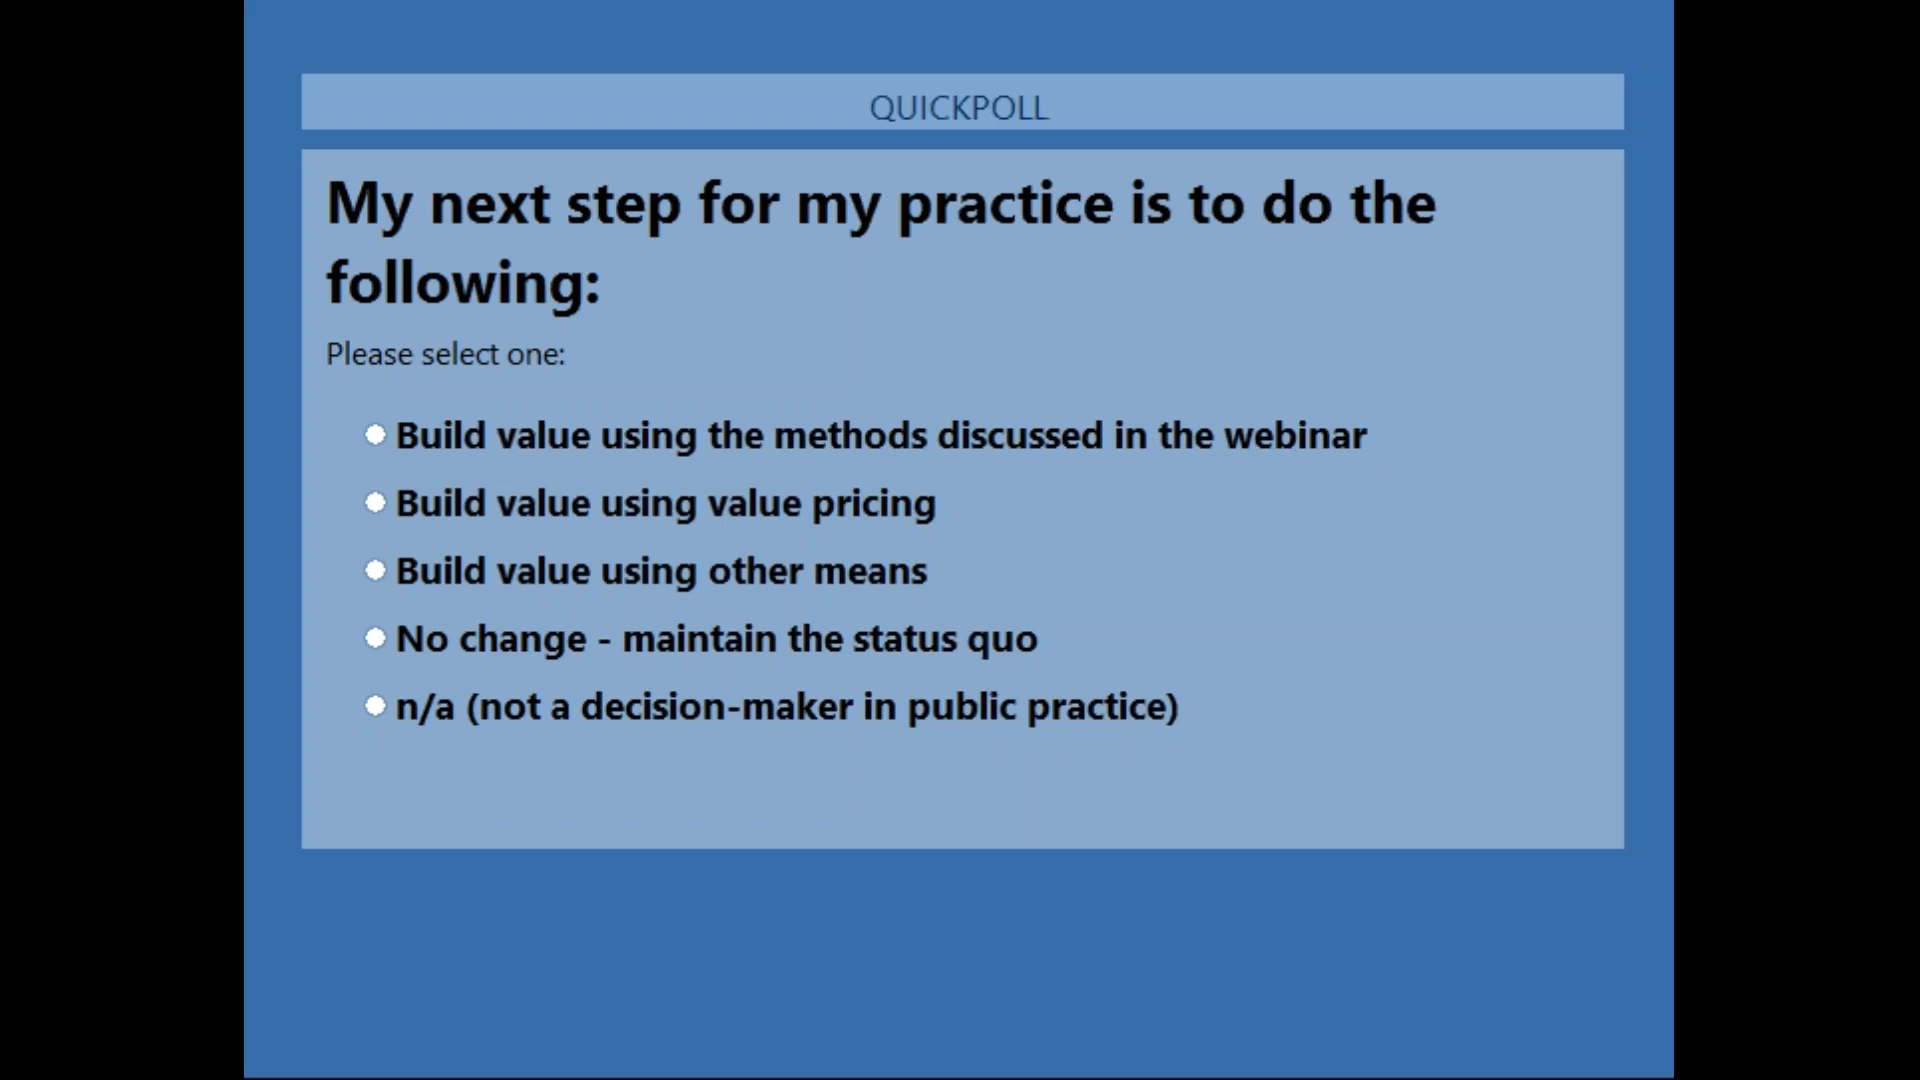 QUICKPOLL
My next step for my practice is to do the
following:
Please select one:
Build value using the methods discussed in the webinar
Build value using value pricing
Build value using other means
No change - maintain the status quo
n/a (not a decision-maker in public practice)